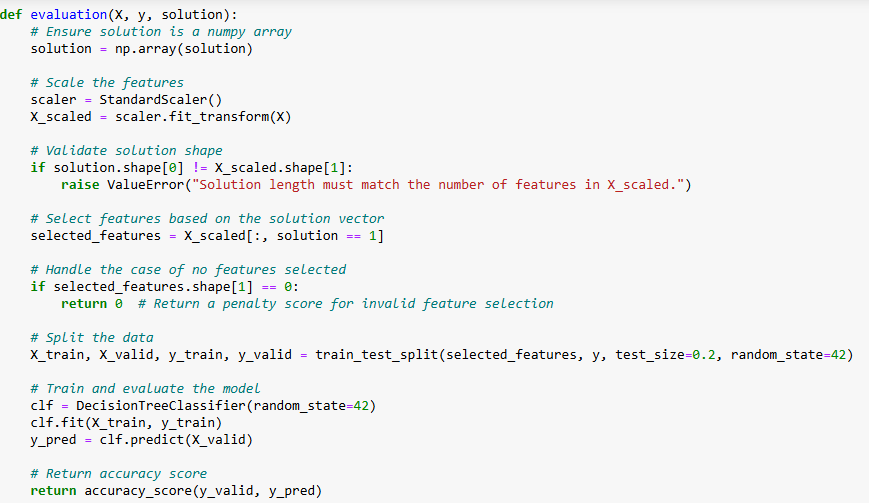 def evaluation(X, y, solution):
    # Ensure solution is a numpy array
    solution = np.array(solution)

    # Scale the features
    scaler = StandardScaler()
    X_scaled = scaler.fit_transform(X)

    # Validate solution shape
    if solution.shape[0] != X_scaled.shape[1]:
        raise ValueError("Solution length must match the number of features in X_scaled.")

    # Select features based on the solution vector
    selected_features = X_scaled[:, solution == 1]

    # Handle the case of no features selected
    if selected_features.shape[1] == 0:
        return 0  # Return a penalty score for invalid feature selection

    # Split the data
    X_train, X_valid, y_train, y_valid = train_test_split(selected_features, y, test_size=0.2, random_state=42)

    # Train and evaluate the model
    clf = DecisionTreeClassifier(random_state=42)
    clf.fit(X_train, y_train)
    y_pred = clf.predict(X_valid)

    # Return accuracy score
    return accuracy_score(y_valid, y_pred)